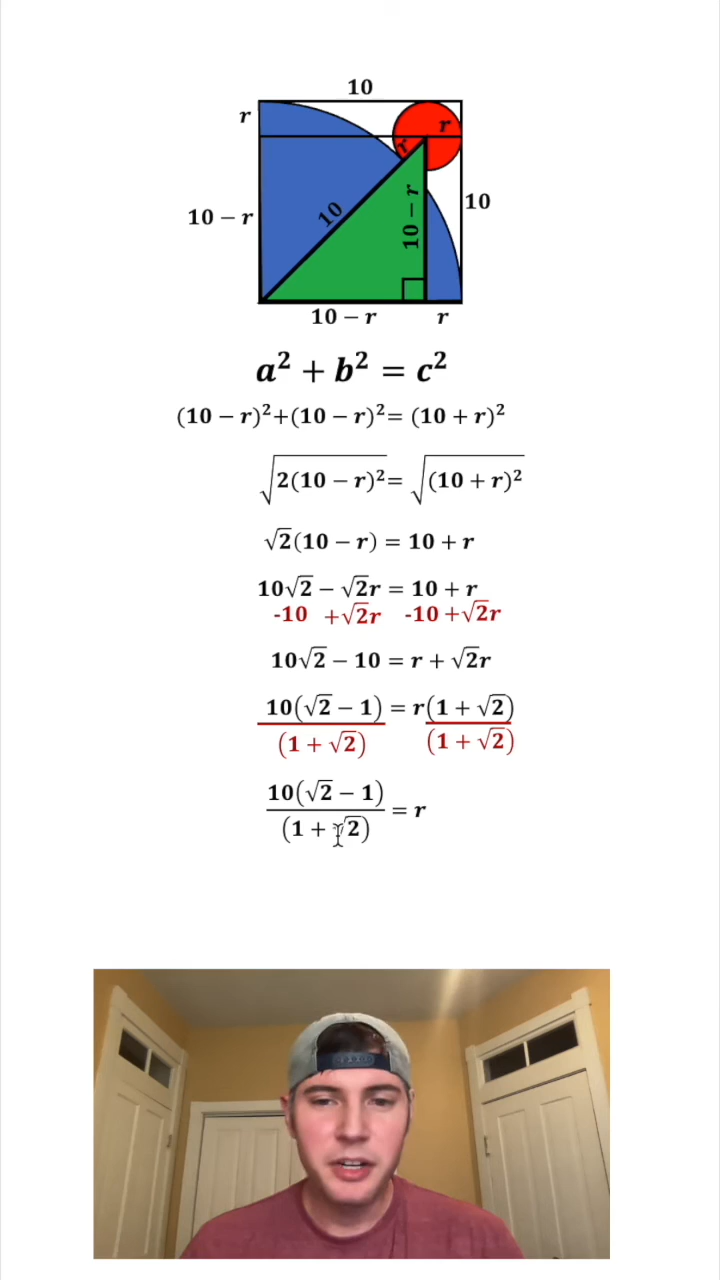 10
r
r
r
10 − r
10
10 − r
10
10 − r
r
a² + b² = c²
(10 − r)²+(10 − r)²= (10 + r)²
√2(10 − r)²= √(10 + r)²
√2(10 − r) = 10 + r
10√2 − √2r = 10 + r
-10 +√2r -10 +√2r
10√2 − 10 = r + √2r
10(√2 − 1) = r(1 + √2)
(1 + √2) (1 + √2)
10(√2 − 1)
= r
(1 + √2)